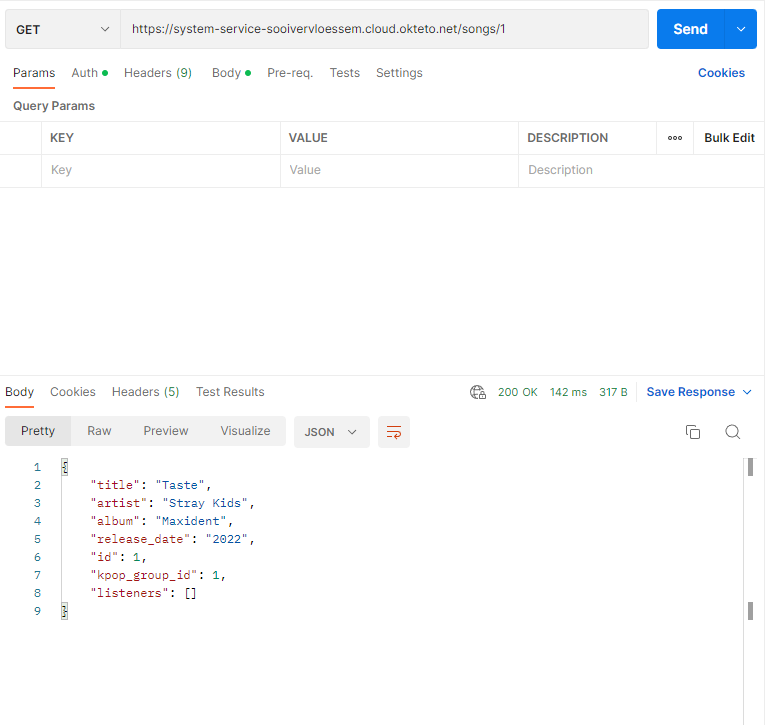 GET https://system-service-sooivervloessem.cloud.okteto.net/songs/1 Send
Params Auth Headers (9) Body Pre-req. Tests Settings Cookies
Query Params
KEY VALUE DESCRIPTION Bulk Edit
Key Value Description
Body Cookies Headers (5) Test Results 200 OK 142 ms 317 B Save Response
Pretty Raw Preview Visualize JSON
1 {
2 "title": "Taste",
3 "artist": "Stray Kids",
4 "album": "Maxident",
5 "release_date": "2022",
6 "id": 1,
7 "kpop_group_id": 1,
8 "listeners": []
9 }